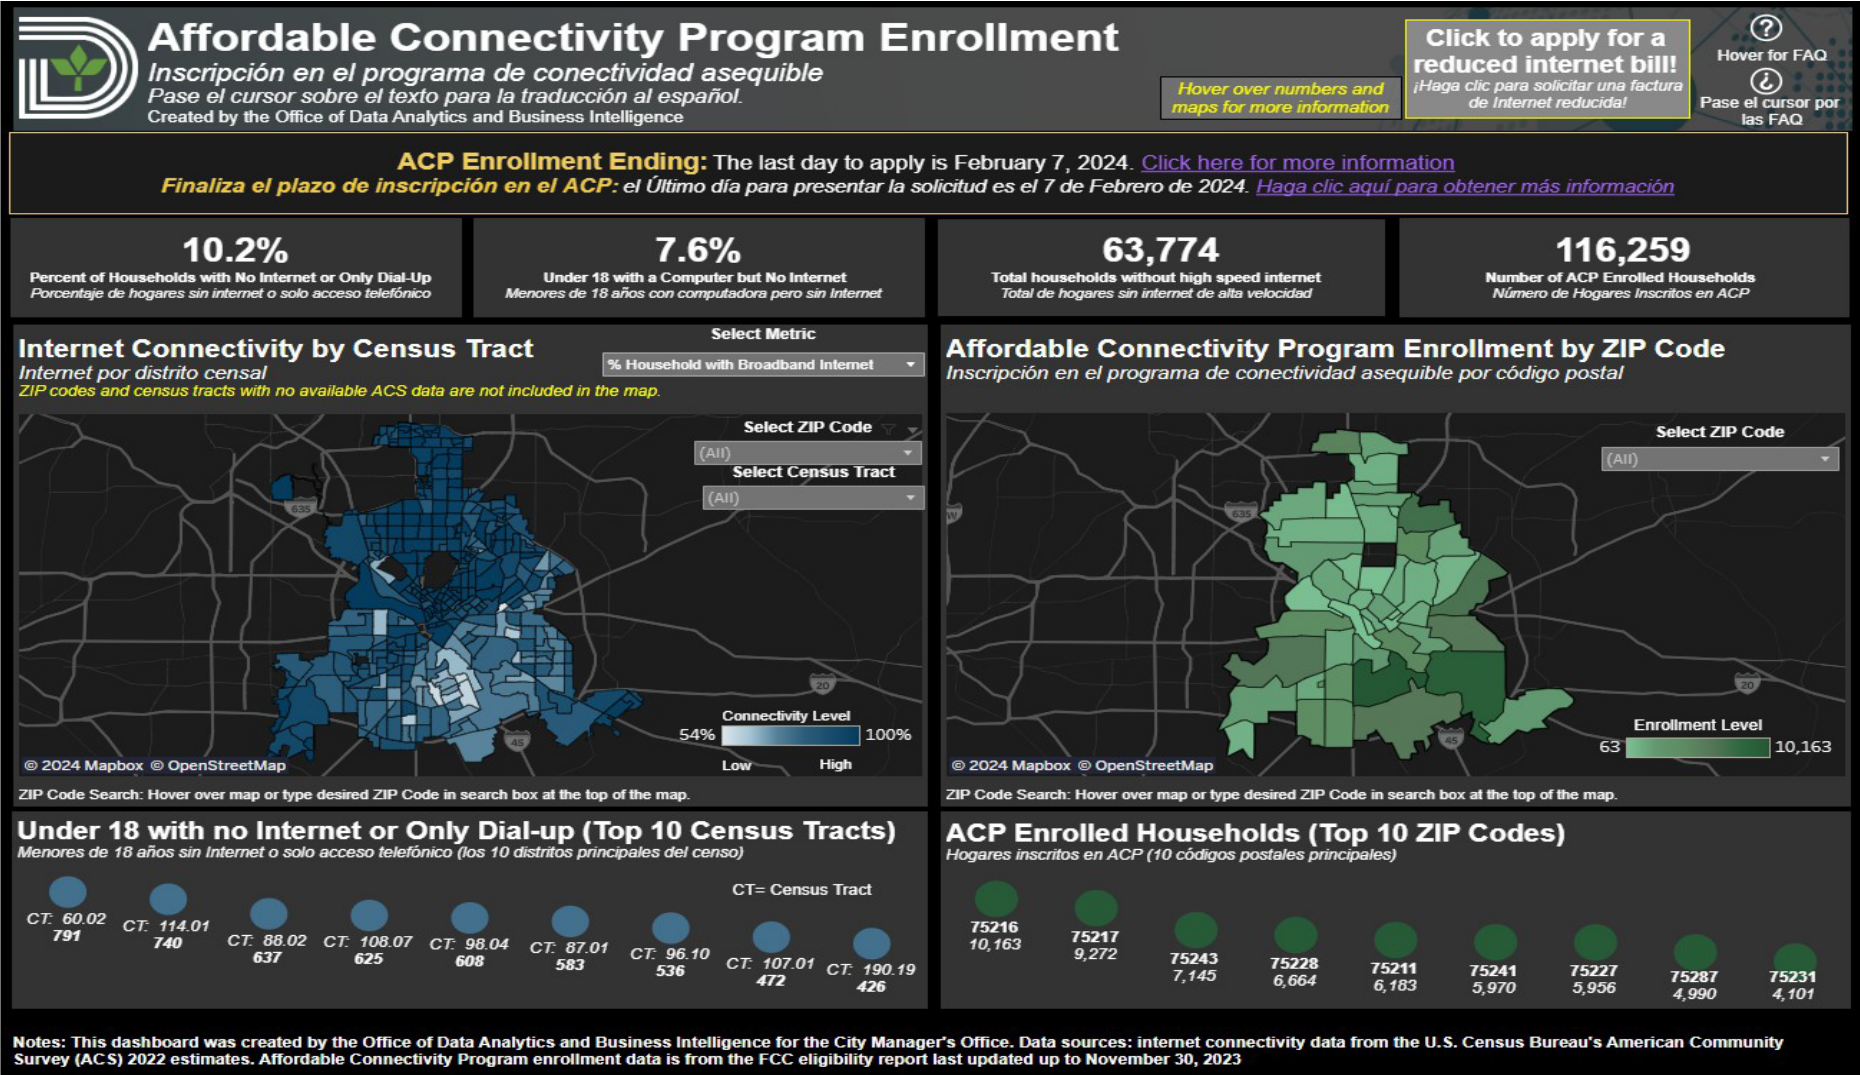 Affordable Connectivity Program Enrollment
Inscripción en el programa de conectividad asequible
Pase el cursor sobre el texto para la traducción al español.
Created by the Office of Data Analytics and Business Intelligence
Hover over numbers and
maps for more information
Click to apply for a
reduced internet bill!
¡Haga clic para solicitar una factura
de Internet reducida!
?
Hover for FAQ
¿
Pase el cursor por
las FAQ
ACP Enrollment Ending: The last day to apply is February 7, 2024. Click here for more information
Finaliza el plazo de inscripción en el ACP: el Último día para presentar la solicitud es el 7 de Febrero de 2024. Haga clic aquí para obtener más información
10.2%
Percent of Households with No Internet or Only Dial-Up
Porcentaje de hogares sin internet o solo acceso telefónico
7.6%
Under 18 with a Computer but No Internet
Menores de 18 años con computadora pero sin Internet
63,774
Total households without high speed internet
Total de hogares sin internet de alta velocidad
116,259
Number of ACP Enrolled Households
Número de Hogares Inscritos en ACP
Internet Connectivity by Census Tract
Internet por distrito censal
ZIP codes and census tracts with no available ACS data are not included in the map.
Select Metric
% Household with Broadband Internet
Select ZIP Code
(All)
Select Census Tract
(All)
635
20
45
Connectivity Level
54% 100%
Low High
© 2024 Mapbox © OpenStreetMap
ZIP Code Search: Hover over map or type desired ZIP Code in search box at the top of the map.
Affordable Connectivity Program Enrollment by ZIP Code
Inscripción en el programa de conectividad asequible por código postal
Select ZIP Code
(All)
W
635
20
45
Enrollment Level
63 10,163
© 2024 Mapbox © OpenStreetMap
ZIP Code Search: Hover over map or type desired ZIP Code in search box at the top of the map.
Under 18 with no Internet or Only Dial-up (Top 10 Census Tracts)
Menores de 18 años sin Internet o solo acceso telefónico (los 10 distritos principales del censo)
CT= Census Tract
CT: 60.02
791
CT: 114.01
740
CT: 88.02
637
CT: 108.07
625
CT: 98.04
608
CT: 87.01
583
CT: 96.10
536
CT: 107.01
472
CT: 190.19
426
ACP Enrolled Households (Top 10 ZIP Codes)
Hogares inscritos en ACP (10 códigos postales principales)
75216
10,163
75217
9,272
75243
7,145
75228
6,664
75211
6,183
75241
5,970
75227
5,956
75287
4,990
75231
4,101
Notes: This dashboard was created by the Office of Data Analytics and Business Intelligence for the City Manager's Office. Data sources: internet connectivity data from the U.S. Census Bureau's American Community
Survey (ACS) 2022 estimates. Affordable Connectivity Program enrollment data is from the FCC eligibility report last updated up to November 30, 2023